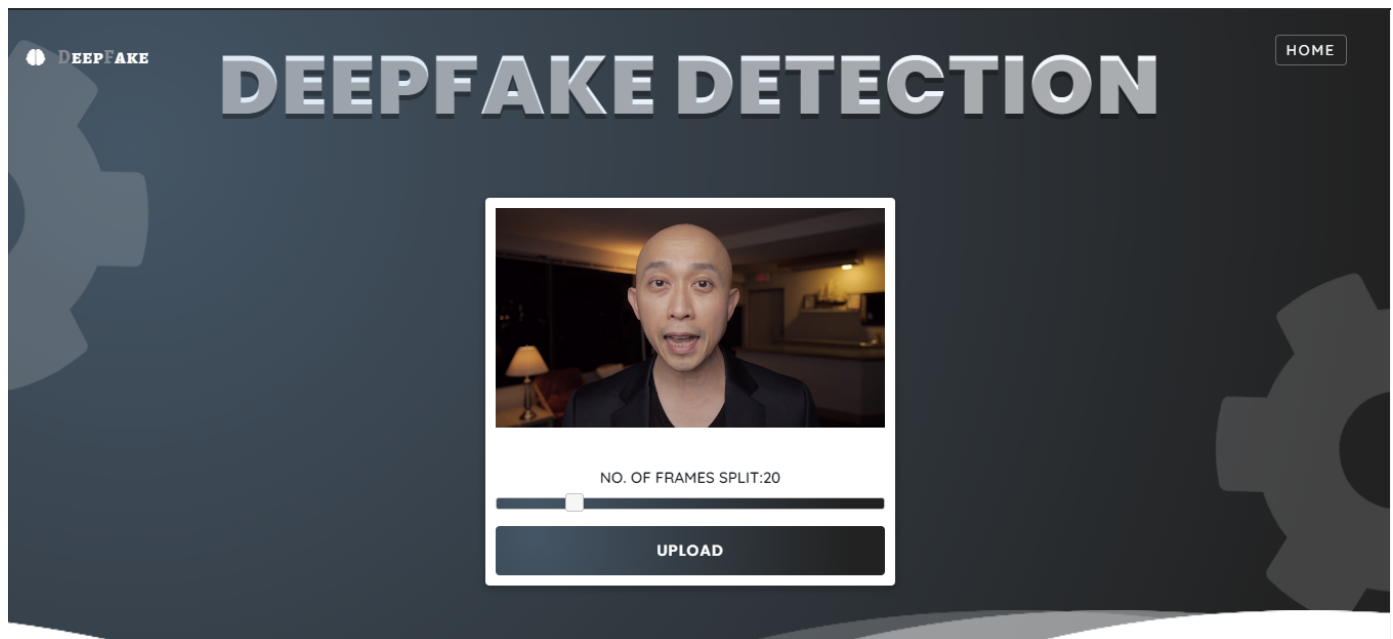 DEEPFAKE
DEEPFAKE DETECTION
HOME
NO. OF FRAMES SPLIT:20
UPLOAD